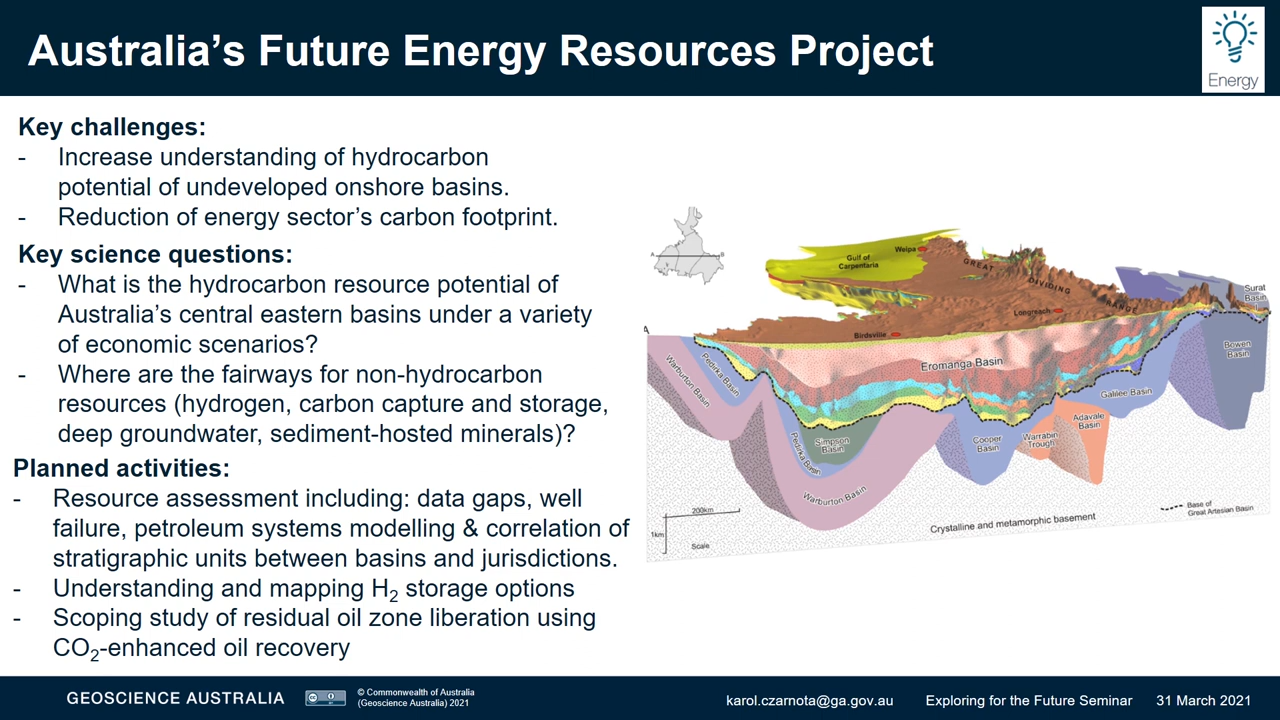 Australia’s Future Energy Resources Project
Energy
Key challenges:
- Increase understanding of hydrocarbon
potential of undeveloped onshore basins.
- Reduction of energy sector’s carbon footprint.
Key science questions:
- What is the hydrocarbon resource potential of
Australia’s central eastern basins under a variety
of economic scenarios?
- Where are the fairways for non-hydrocarbon
resources (hydrogen, carbon capture and storage,
deep groundwater, sediment-hosted minerals)?
Planned activities:
- Resource assessment including: data gaps, well
failure, petroleum systems modelling & correlation of
stratigraphic units between basins and jurisdictions.
- Understanding and mapping H2 storage options
- Scoping study of residual oil zone liberation using
CO2-enhanced oil recovery
A
B
Weipa
Gulf of
Carpentaria
GREAT
DIVIDING
RANGE
Longreach
Birdsville
Surat
Basin
A
Bowen
Basin
Warburton Basin
Pedirka Basin
Eromanga Basin
Galilee Basin
Adavale
Basin
Simpson
Basin
Pedirka Basin
Cooper
Basin
Warrabin
Trough
Warburton Basin
200km
1km
Scale
Crystalline and metamorphic basement
Base of
Great Artesian Basin
GEOSCIENCE AUSTRALIA
© Commonwealth of Australia
(Geoscience Australia) 2021
karol.czarnota@ga.gov.au
Exploring for the Future Seminar
31 March 2021